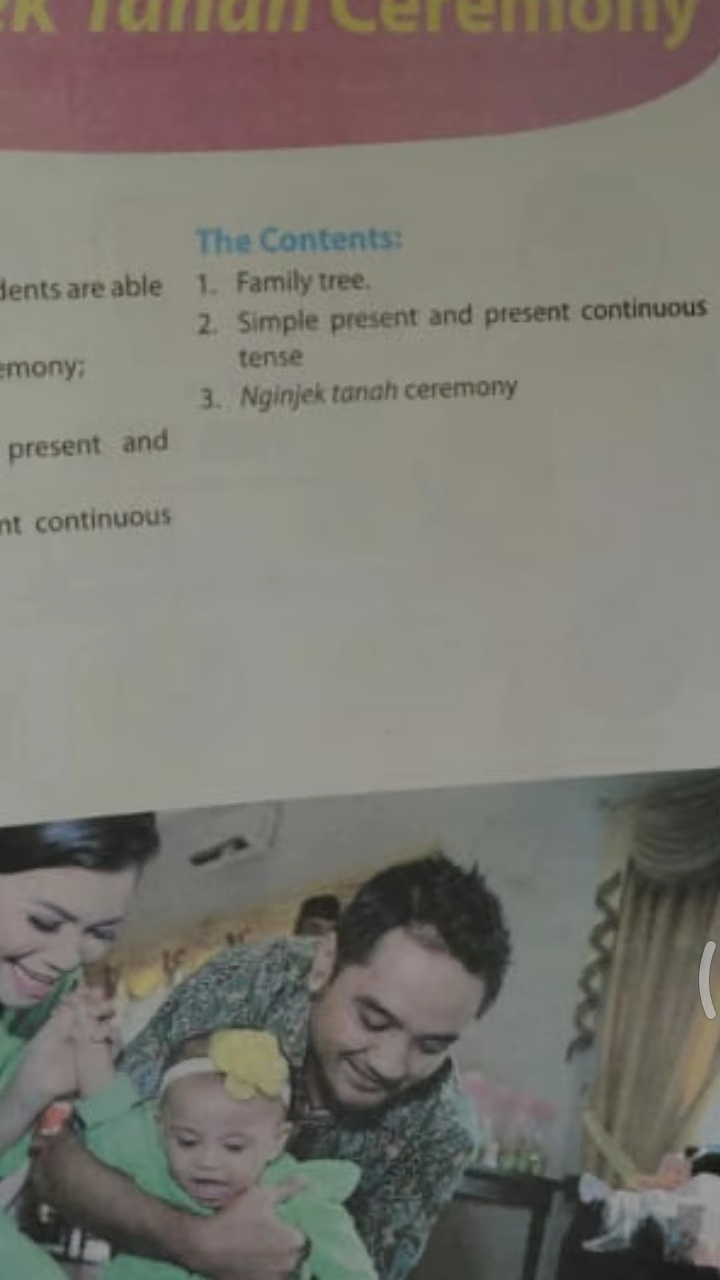 ek Tanah Ceremony
dents are able
emony;
present and
nt continuous
The Contents:
1. Family tree.
2. Simple present and present continuous
tense
3. Nginjek tanah ceremony